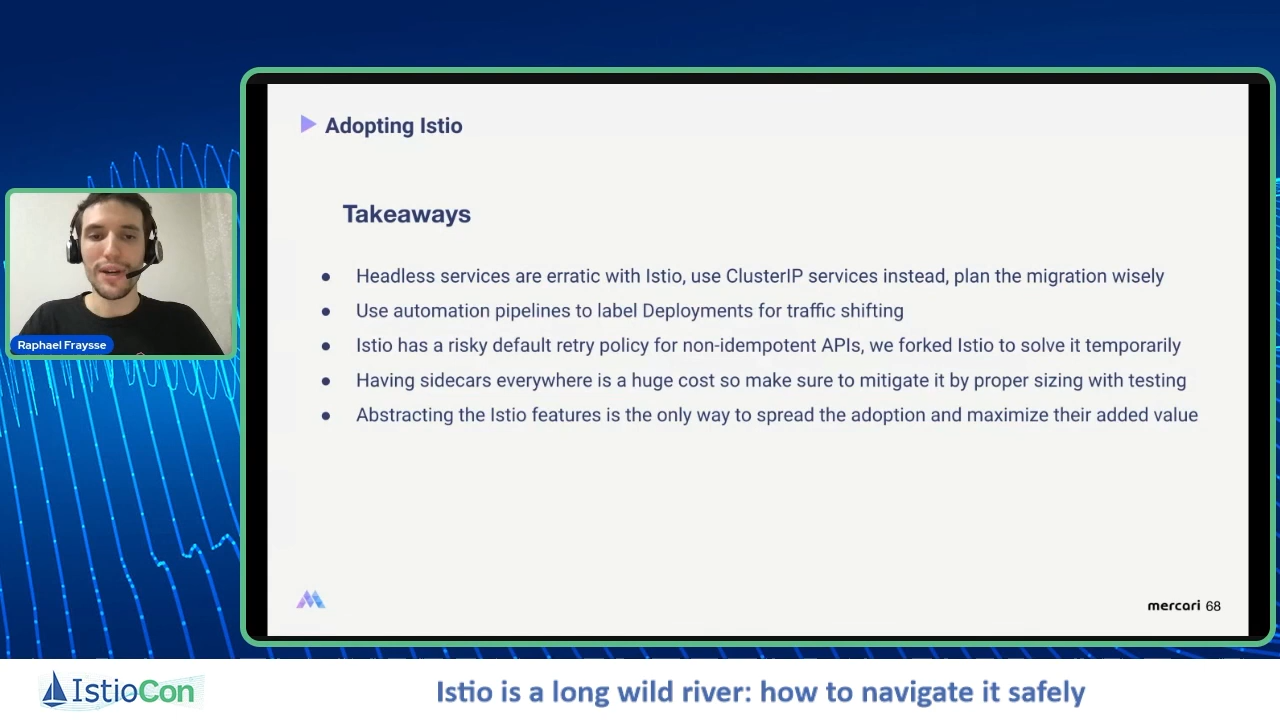 Adopting Istio
Takeaways
● Headless services are erratic with Istio, use ClusterIP services instead, plan the migration wisely
● Use automation pipelines to label Deployments for traffic shifting
● Istio has a risky default retry policy for non-idempotent APIs, we forked Istio to solve it temporarily
● Having sidecars everywhere is a huge cost so make sure to mitigate it by proper sizing with testing
● Abstracting the Istio features is the only way to spread the adoption and maximize their added value
Raphael Fraysse
mercari 68
IstioCon
Istio is a long wild river: how to navigate it safely